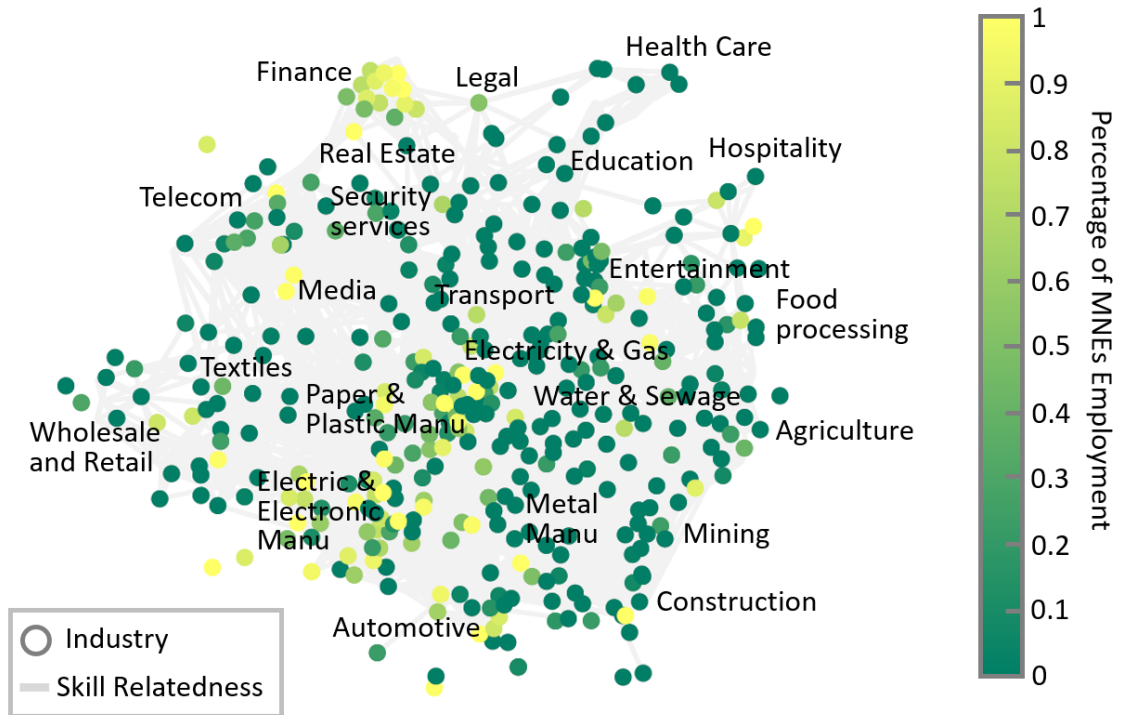 Health Care
Finance
Legal
Real Estate
Education
Hospitality
Telecom
Security
services
Entertainment
Media
Transport
Food
processing
Electricity & Gas
Textiles
Paper &
Plastic Manu
Water & Sewage
Wholesale
and Retail
Agriculture
Electric &
Electronic
Manu
Metal
Manu
Mining
Construction
Automotive
Industry
Skill Relatedness
1
0.9
0.8
0.7
0.6
0.5
0.4
0.3
0.2
0.1
0
Percentage of MNEs Employment